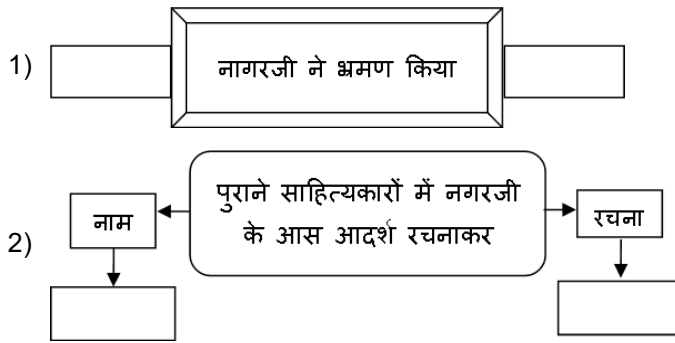 1)
नागरजी ने भ्रमण किया
2)
नाम
पुराने साहित्यकारों में नगरजी
के आस आदर्श रचनाकर
रचना